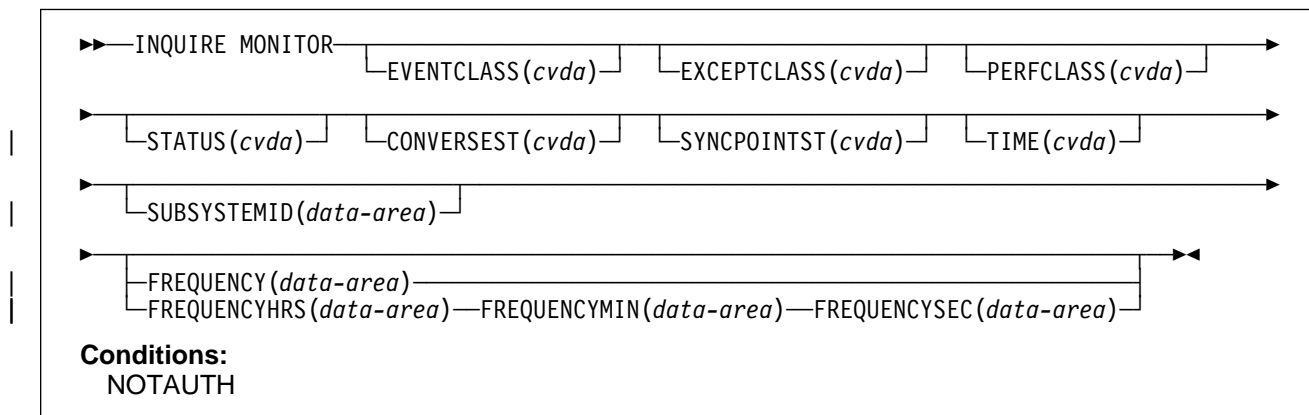 INQUIRE MONITOR
EVENTCLASS(cvda) EXCEPTCLASS(cvda) PERFCLASS(cvda)
STATUS(cvda) CONVERSEST(cvda) SYNCPOINTST(cvda) TIME(cvda)
SUBSYSTEMID(data-area)
FREQUENCY(data-area)
FREQUENCYHRS(data-area) FREQUENCYMIN(data-area) FREQUENCYSEC(data-area)
Conditions:
NOTAUTH